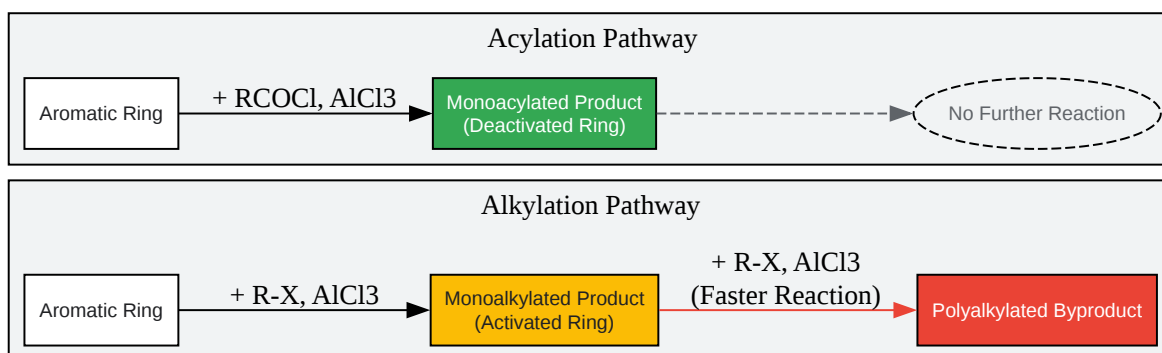 Acylation Pathway
Aromatic Ring
+ RCOCl, AlCl3
Monoacylated Product
(Deactivated Ring)
No Further Reaction
Alkylation Pathway
Aromatic Ring
+ R-X, AlCl3
Monoalkylated Product
(Activated Ring)
+ R-X, AlCl3
(Faster Reaction)
Polyalkylated Byproduct